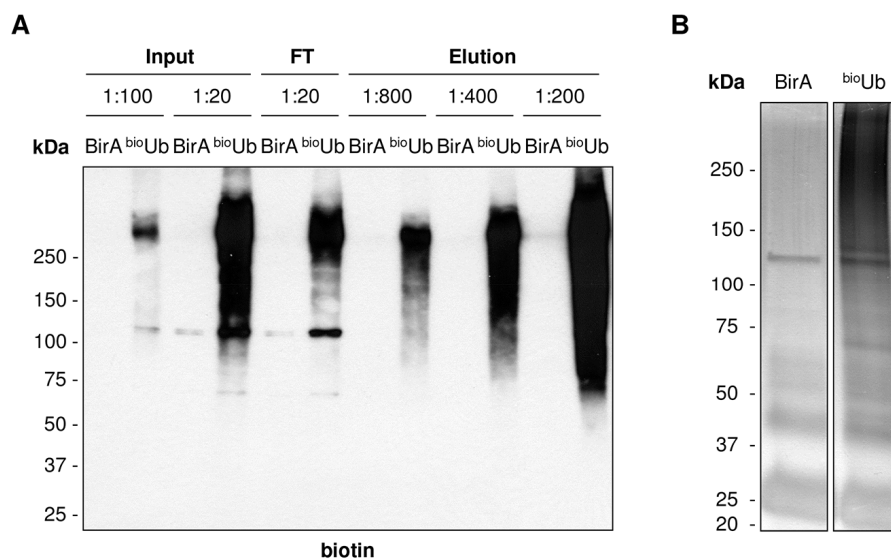 A
Input FT Elution
1:100 1:20 1:20 1:800 1:400 1:200
kDa BirA bioUb BirA bioUb BirA bioUb BirA bioUb BirA bioUb BirA bioUb
250 -
150 -
100 -
75 -
50 -
37 -
25 -
biotin
B
kDa BirA bioUb
250 -
150 -
100 -
75 -
50 -
37 -
25 -
20 -